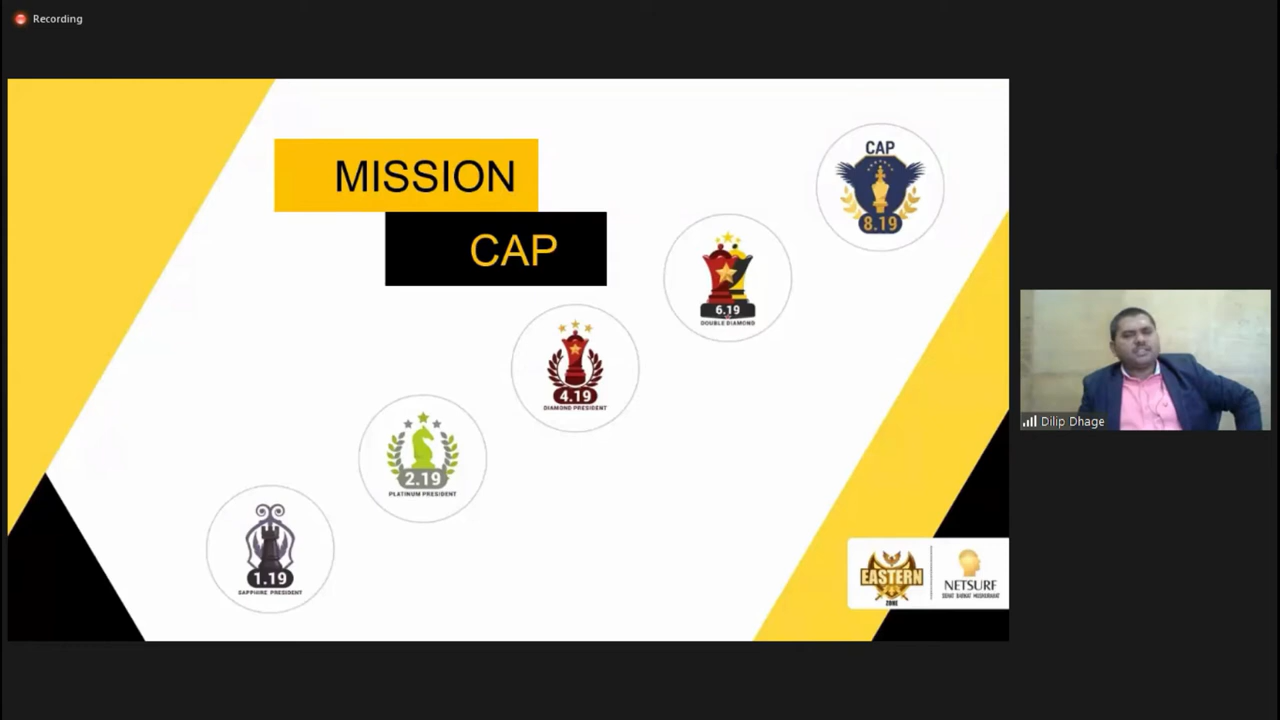 Recording
MISSION
CAP
CAP
8.19
6.19
DOUBLE DIAMOND
4.19
DIAMOND PRESIDENT
2.19
PLATINUM PRESIDENT
1.19
SAPPHIRE PRESIDENT
EASTERN
ZONE
NETSURF
Dilip Dhage